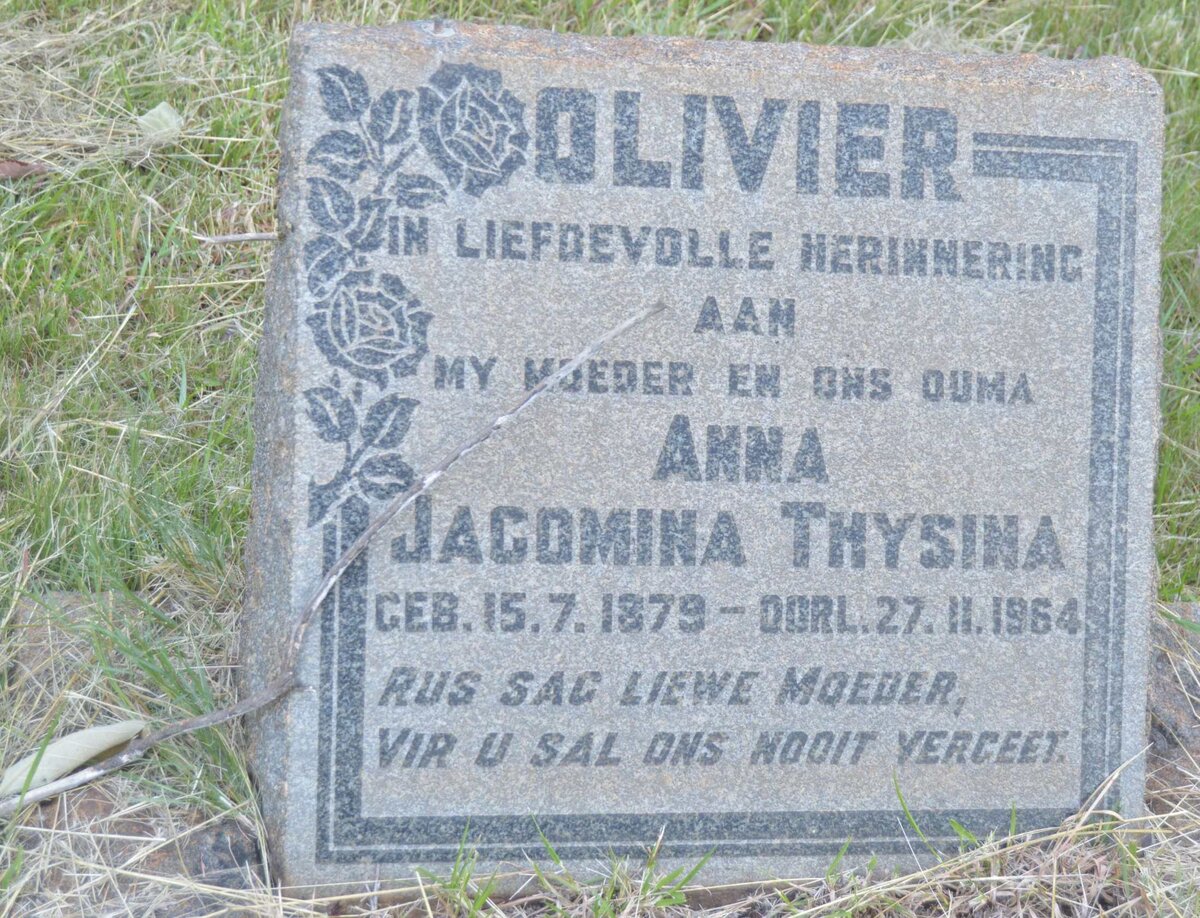 OLIVIER
IN LIEFDEVOLLE HERINNERING
AAN
MY MOEDER EN ONS OUMA
ANNA
JACOMINA THYSINA
GEB. 15. 7. 1879 - OORL. 27. 11. 1964
RUS SAG LIEWE MOEDER,
VIR U SAL ONS NOOIT VERGEET.